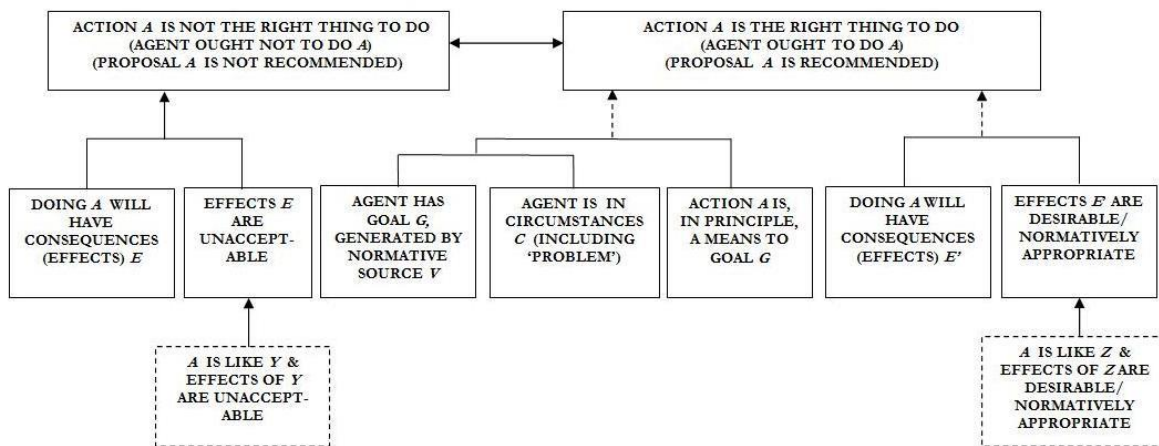 ACTION A IS NOT THE RIGHT THING TO DO
(AGENT OUGHT NOT TO DO A)
(PROPOSAL A IS NOT RECOMMENDED)
ACTION A IS THE RIGHT THING TO DO
(AGENT OUGHT TO DO A)
(PROPOSAL A IS RECOMMENDED)
DOING A WILL
HAVE
CONSEQUENCES
(EFFECTS) E
EFFECTS E
ARE
UNACCEPT-
ABLE
AGENT HAS
GOAL G,
GENERATED BY
NORMATIVE
SOURCE V
AGENT IS IN
CIRCUMSTANCES
C (INCLUDING
‘PROBLEM’)
ACTION A IS,
IN PRINCIPLE,
A MEANS TO
GOAL G
DOING A WILL
HAVE
CONSEQUENCES
(EFFECTS) E’
EFFECTS E’ ARE
DESIRABLE/
NORMATIVELY
APPROPRIATE
A IS LIKE Y &
EFFECTS OF Y
ARE UNACCEPT-
ABLE
A IS LIKE Z &
EFFECTS OF Z ARE
DESIRABLE/
NORMATIVELY
APPROPRIATE